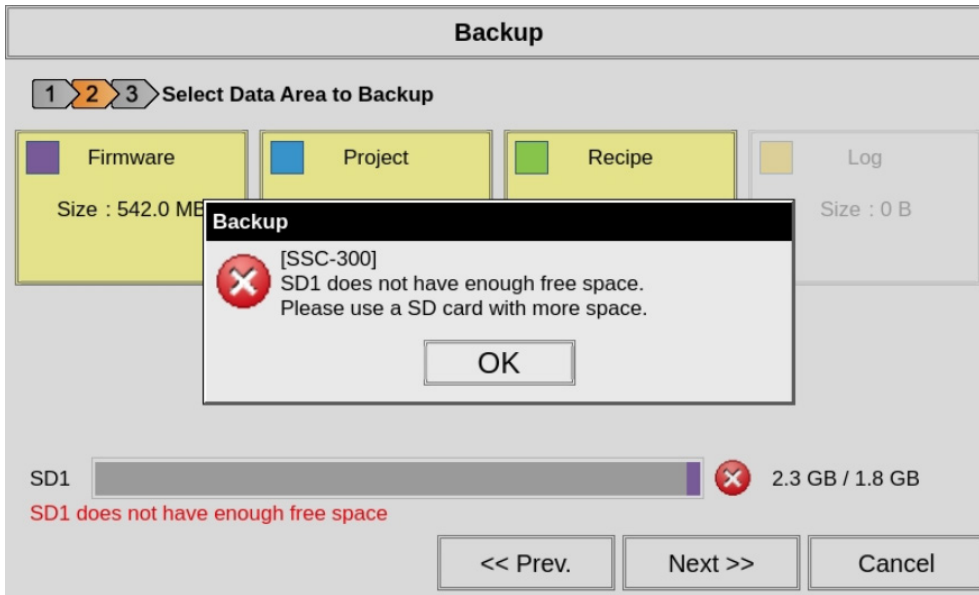 Backup
1 2 3 Select Data Area to Backup
Firmware Project Recipe Log
Size : 542.0 MB Size : 0 B
Backup
[SSC-300]
SD1 does not have enough free space.
Please use a SD card with more space.
OK
SD1 2.3 GB / 1.8 GB
SD1 does not have enough free space
<< Prev. Next >> Cancel